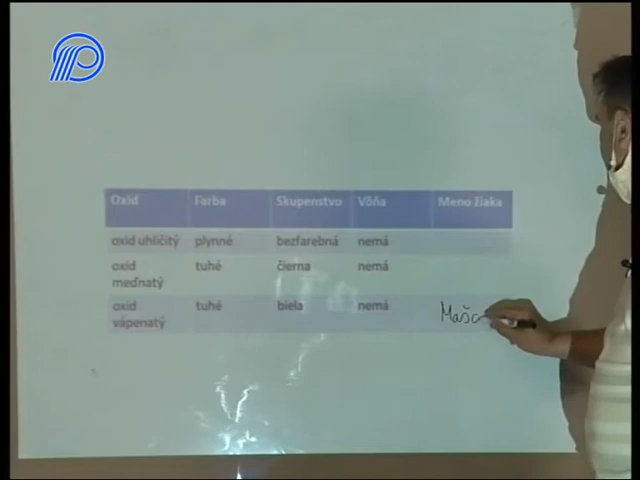 Oxid Farba Skupenstvo Vôňa Meno žiaka
oxid uhličitý plynné bezfarebná nemá
oxid meďnatý tuhé čierna nemá
oxid vápenatý tuhé biela nemá Maša